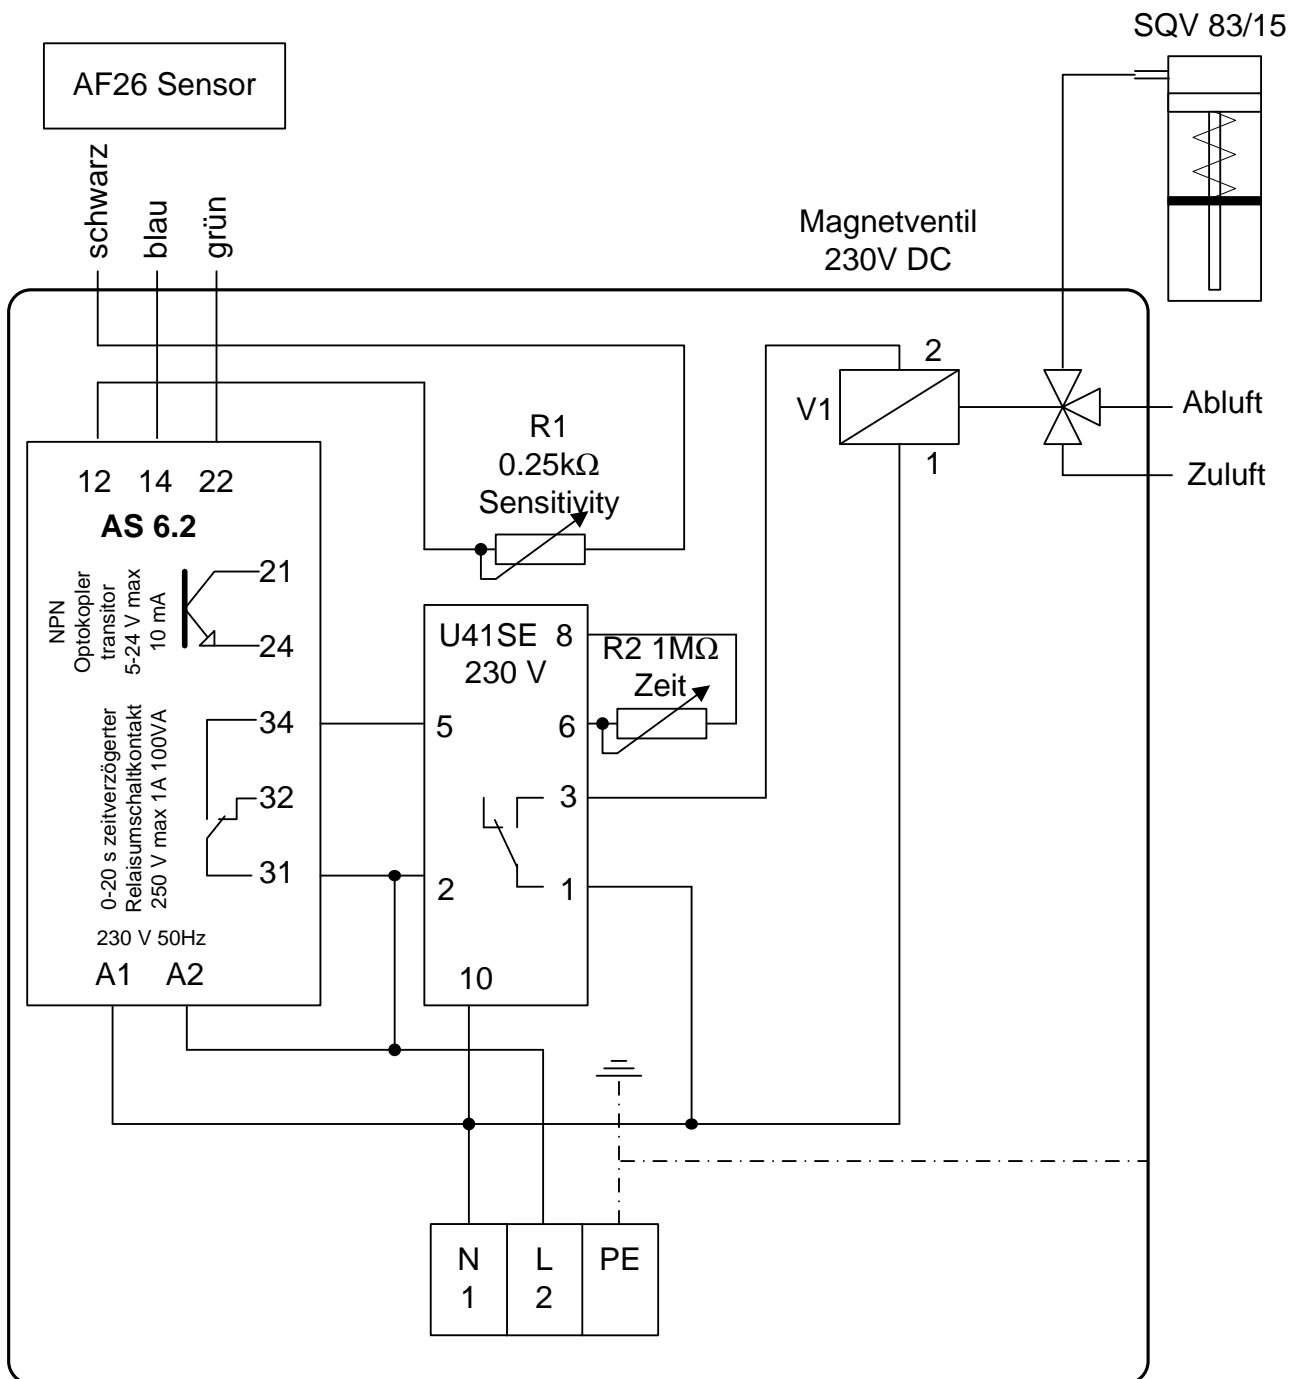 SQV 83/15
AF26 Sensor
schwarz
blau
grün
Magnetventil
230V DC
2
V1
1
Abluft
Zuluft
R1
0.25kΩ
Sensitivity
12 14 22
AS 6.2
NPN
Optokopler
transitor
5-24 V max
10 mA
21
24
U41SE 8
230 V
R2 1MΩ
Zeit
34
5
6
0-20 s zeitverzögerter
Relaisumschaltkontakt
250 V max 1A 100VA
32
3
31
2
1
230 V 50Hz
A1 A2
10
N L PE
1 2